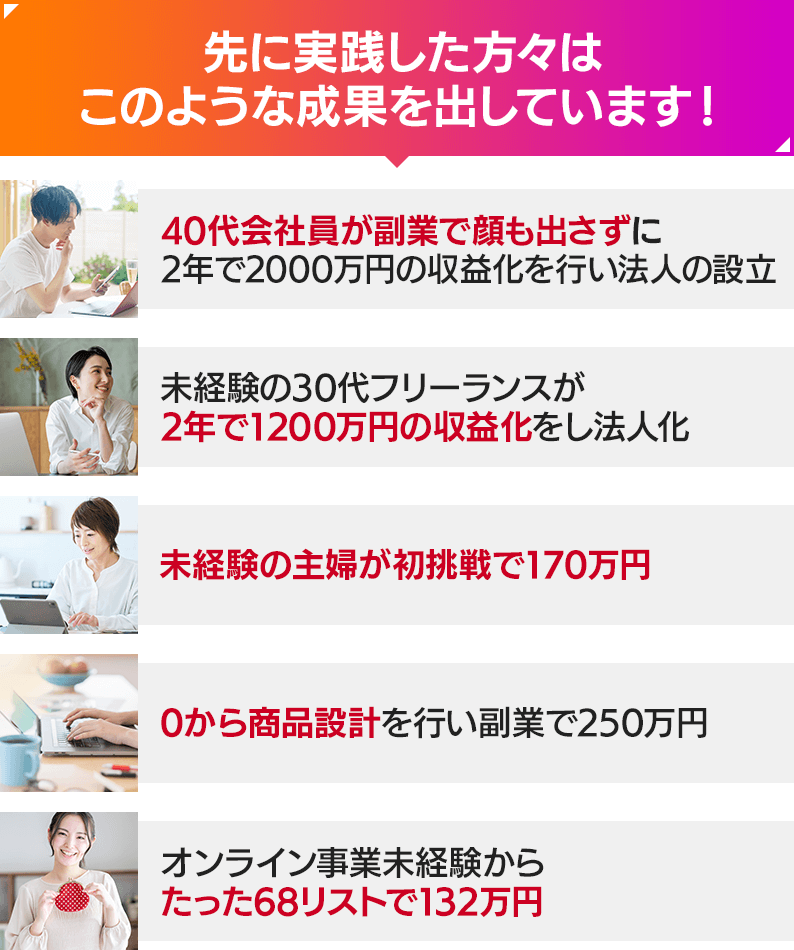 先に実践した方々は
このような成果を出しています!
40代会社員が副業で顔も出さずに
2年で2000万円の収益化を行い法人の設立
未経験の30代フリーランスが
2年で1200万円の収益化をし法人化
未経験の主婦が初挑戦で170万円
0から商品設計を行い副業で250万円
オンライン事業未経験から
たった68リストで132万円